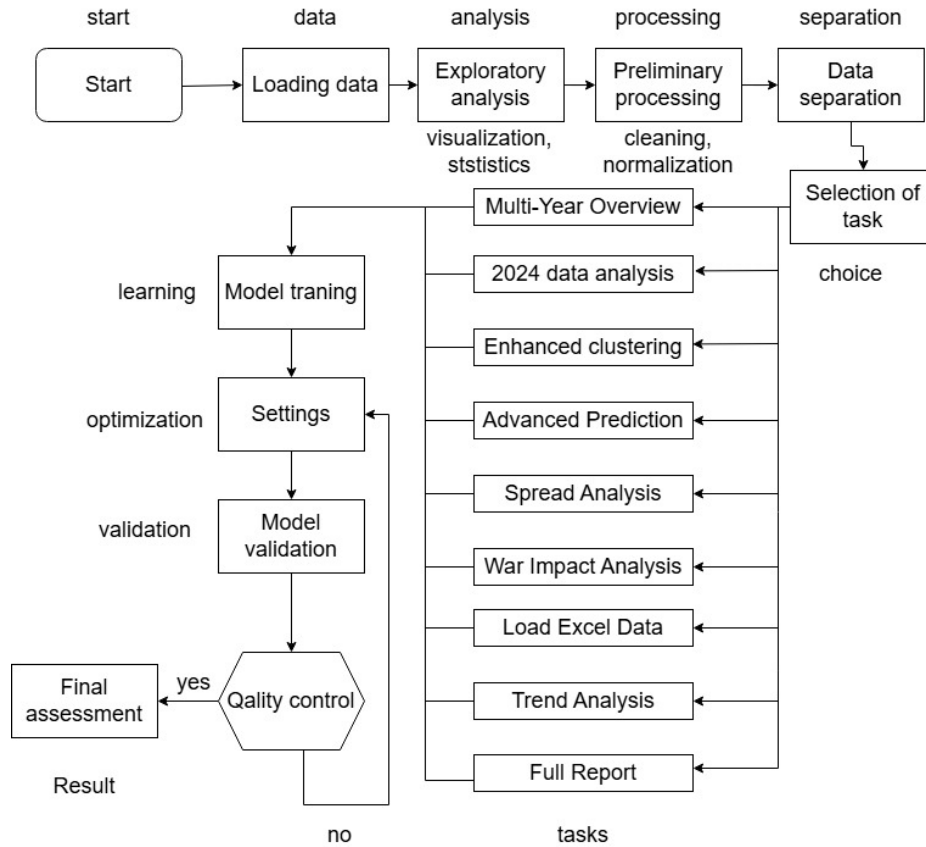 start
data
analysis
processing
separation
Start
Loading data
Exploratory
analysis
Preliminary
processing
Data
separation
visualization,
ststistics
cleaning,
normalization
Selection of
task
choice
Multi-Year Overview
2024 data analysis
Enhanced clustering
Advanced Prediction
Spread Analysis
War Impact Analysis
Load Excel Data
Trend Analysis
Full Report
tasks
learning
Model traning
optimization
Settings
validation
Model
validation
Qality control
yes
Final
assessment
Result
no